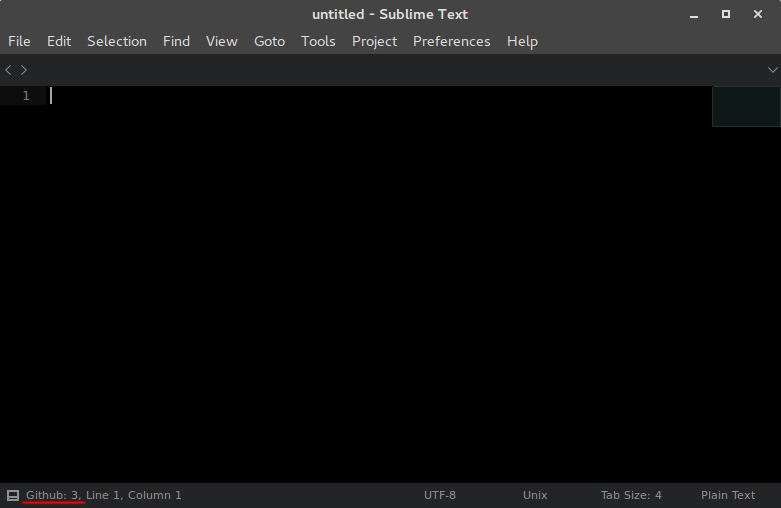 untitled - Sublime Text
File Edit Selection Find View Goto Tools Project Preferences Help
1
Github: 3, Line 1, Column 1 UTF-8 Unix Tab Size: 4 Plain Text